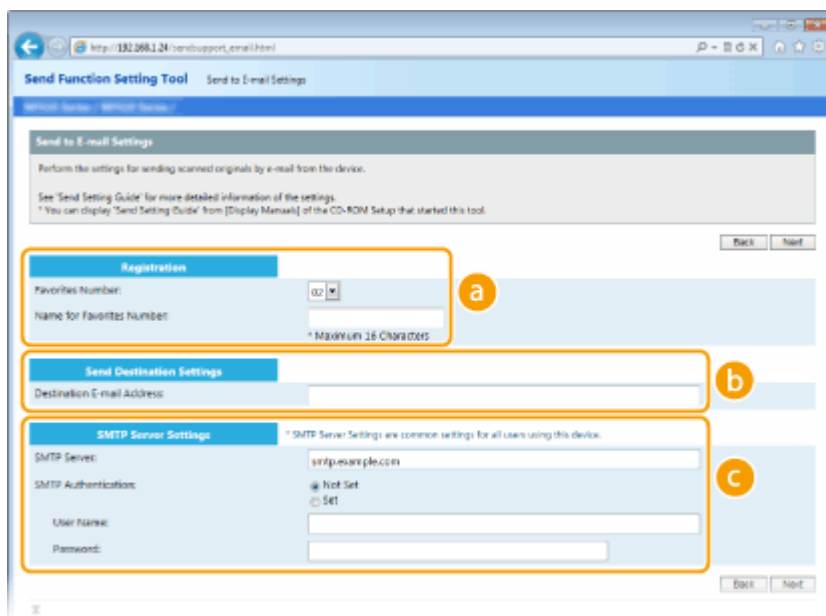 http://192.168.1.24/sendsupport_email.html
Send Function Setting Tool Send to E-mail Settings
Send to E-mail Settings
Perform the settings for sending scanned originals by e-mail from the device.
See 'Send Setting Guide' for more detailed information of the settings.
* You can display 'Send Setting Guide' from [Display Manuals] of the CD-ROM Setup that started this tool.
Back Next
Registration
Favorites Number: 02
a
Name for Favorites Number:
* Maximum 16 Characters
Send Destination Settings
b
Destination E-mail Address:
SMTP Server Settings * SMTP Server Settings are common settings for all users using this device.
SMTP Server: smtp.example.com
c
SMTP Authentication: Not Set
Set
User Name:
Password:
Back Next